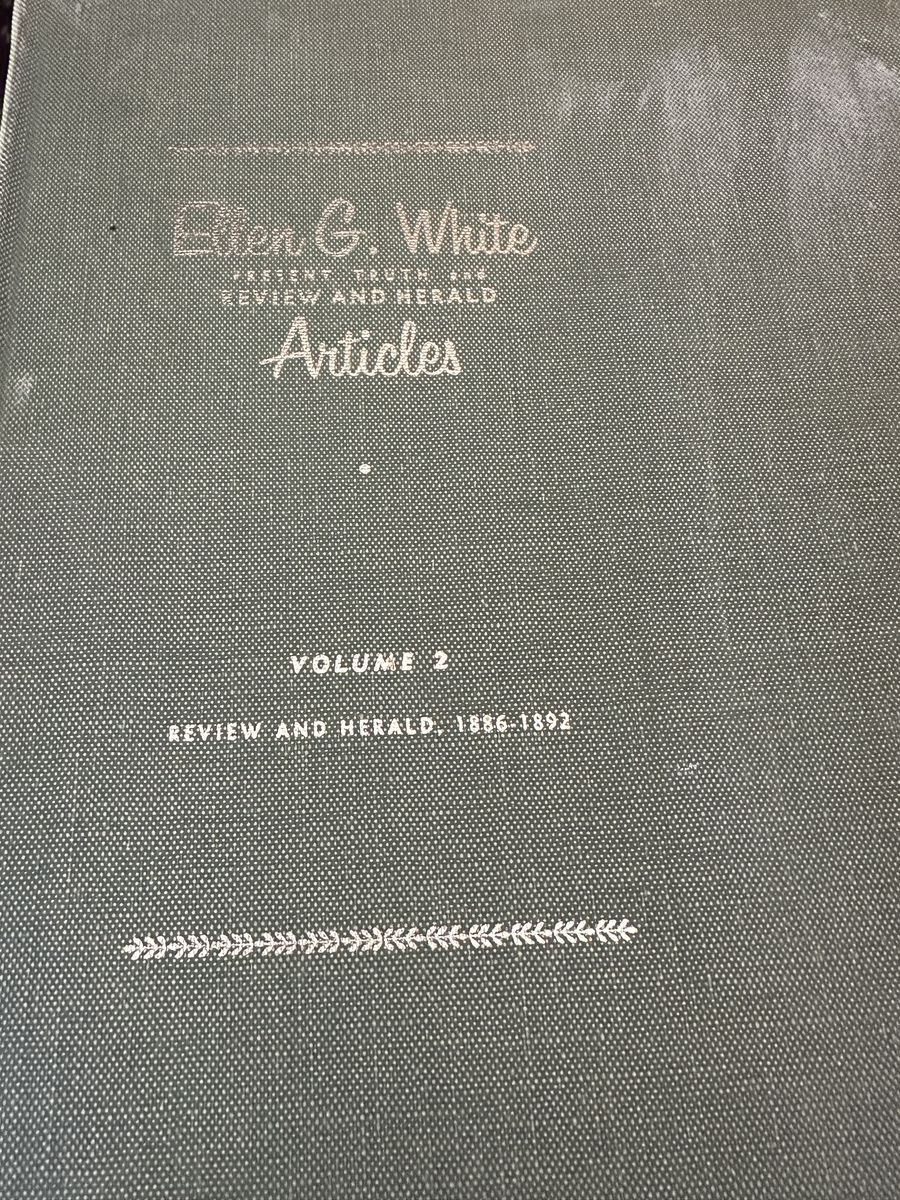 Ellen G. White
PRESENT TRUTH AND
REVIEW AND HERALD
Articles
VOLUME 2
REVIEW AND HERALD, 1886-1892